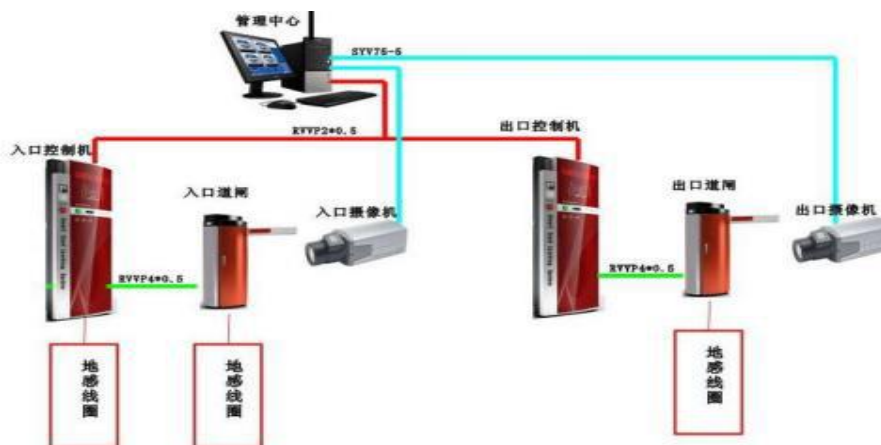 管理中心
SYV75-5
RVVP2*0.5
出口控制机
入口控制机
入口道闸
入口摄像机
出口道闸
出口摄像机
RVVP4*0.5
RVVP4*0.5
地感线圈
地感线圈
地感线圈